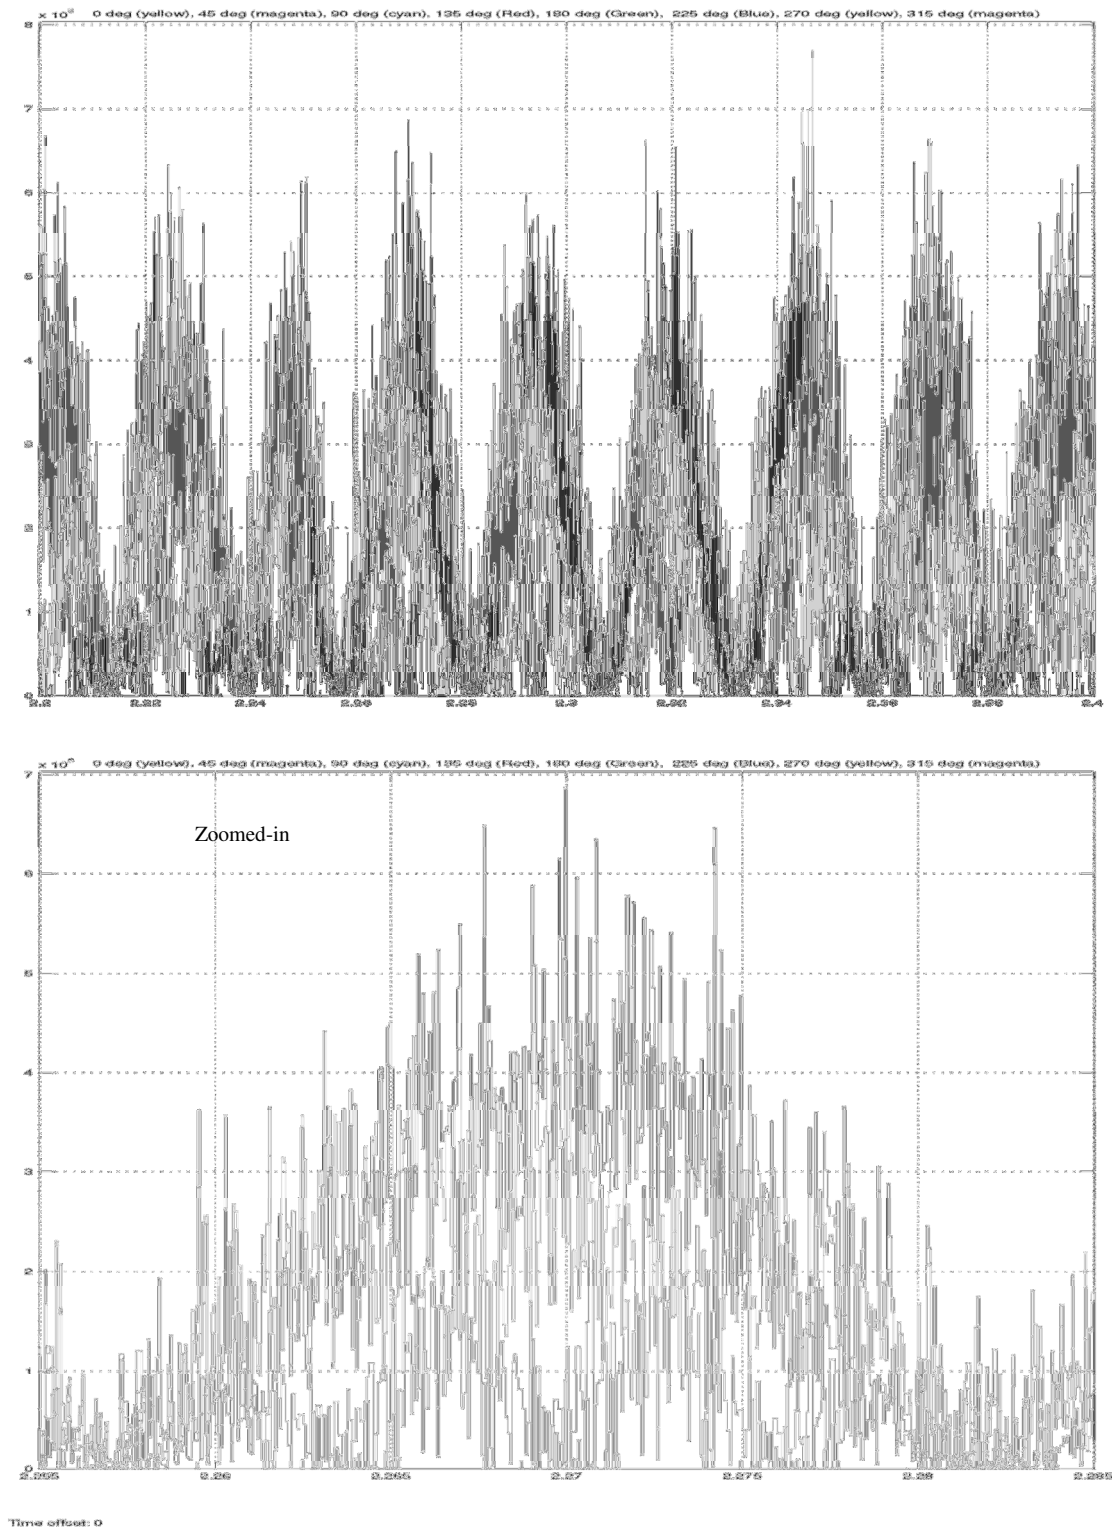 x 10
0 deg (yellow), 45 deg (magenta), 90 deg (cyan), 135 deg (Red), 180 deg (Green), 225 deg (Blue), 270 deg (yellow), 315 deg (magenta)
8
7
6
5
4
3
2
1
0
2.2 2.22 2.24 2.26 2.28 2.3 2.32 2.34 2.36 2.38 2.4
x 10
0 deg (yellow), 45 deg (magenta), 90 deg (cyan), 135 deg (Red), 180 deg (Green), 225 deg (Blue), 270 deg (yellow), 315 deg (magenta)
7
Zoomed-in
6
5
4
3
2
1
0
2.255 2.26 2.265 2.27 2.275 2.28 2.285
Time offset: 0